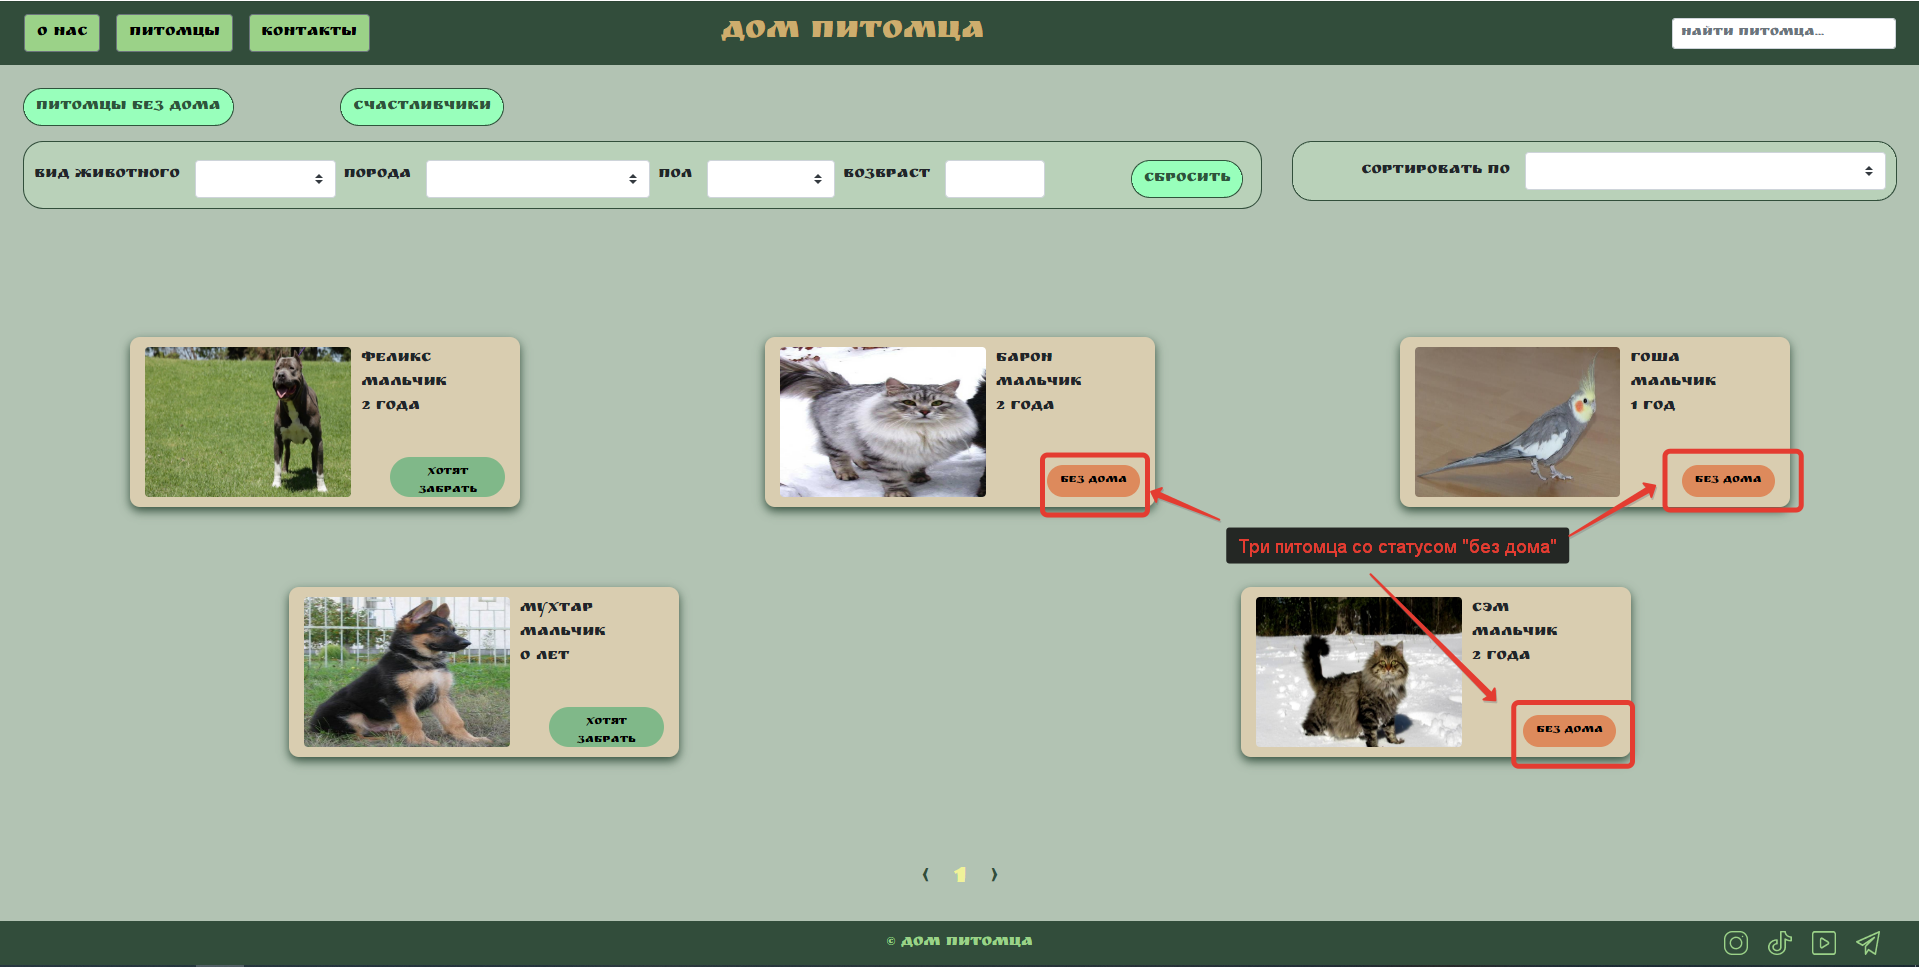 О НАС
ПИТОМЦЫ
КОНТАКТЫ
ДОМ ПИТОМЦА
НАЙТИ ПИТОМЦА...
ПИТОМЦЫ БЕЗ ДОМА
СЧАСТЛИВЧИКИ
ВИД ЖИВОТНОГО
ПОРОДА
ПОЛ
ВОЗВРАСТ
СБРОСИТЬ
СОРТИРОВАТЬ ПО
ФЕЛИКС
МАЛЬЧИК
2 ГОДА
ХОТЯТ
ЗАБРАТЬ
БАРОН
МАЛЬЧИК
2 ГОДА
БЕЗ ДОМА
ГОША
МАЛЬЧИК
1 ГОД
БЕЗ ДОМА
Три питомца со статусом "без дома"
МУХТАР
МАЛЬЧИК
0 ЛЕТ
ХОТЯТ
ЗАБРАТЬ
СЭМ
МАЛЬЧИК
2 ГОДА
БЕЗ ДОМА
⟨ 1 ⟩
© ДОМ ПИТОМЦА